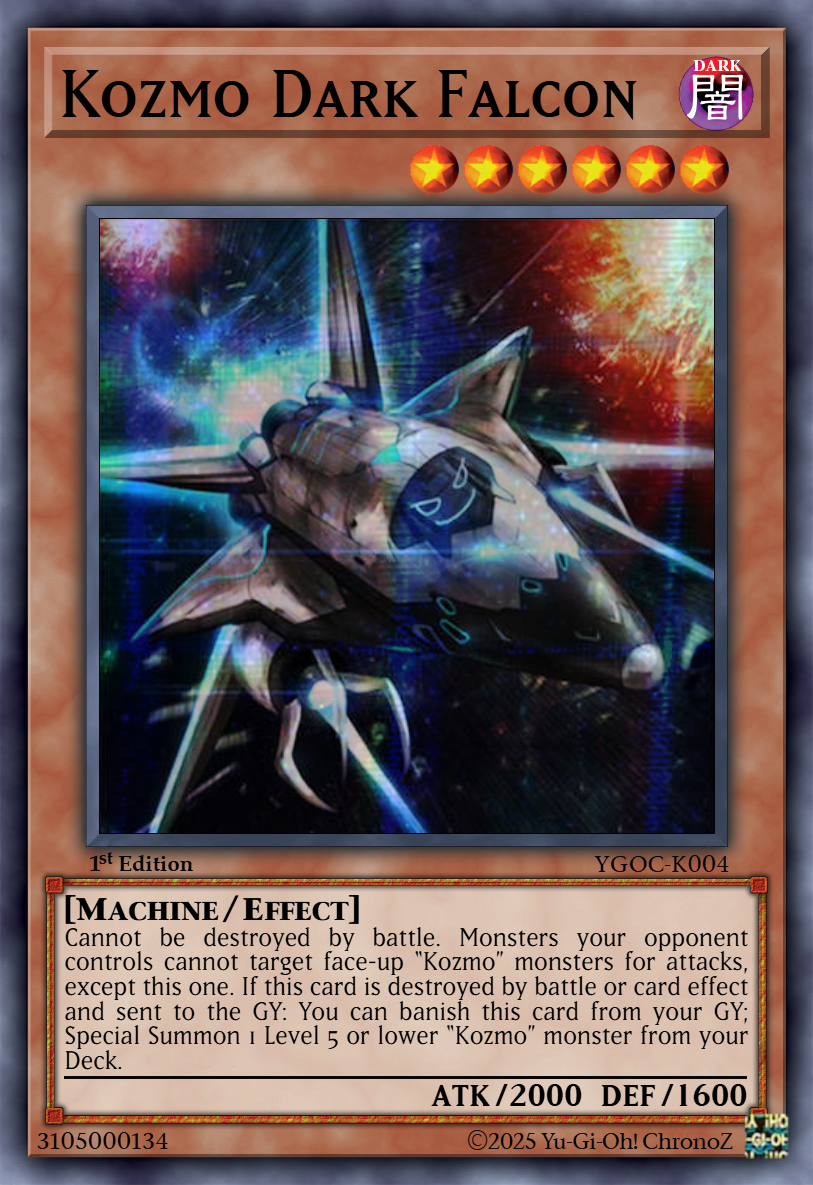 Kozmo Dark Falcon
DARK
闇
1st Edition
YGOC-K004
[Machine/Effect]
Cannot be destroyed by battle. Monsters your opponent
controls cannot target face-up "Kozmo" monsters for attacks,
except this one. If this card is destroyed by battle or card effect
and sent to the GY: You can banish this card from your GY;
Special Summon 1 Level 5 or lower "Kozmo" monster from your
Deck.
ATK/2000 DEF/1600
3105000134
©2025 Yu-Gi-Oh! ChronoZ